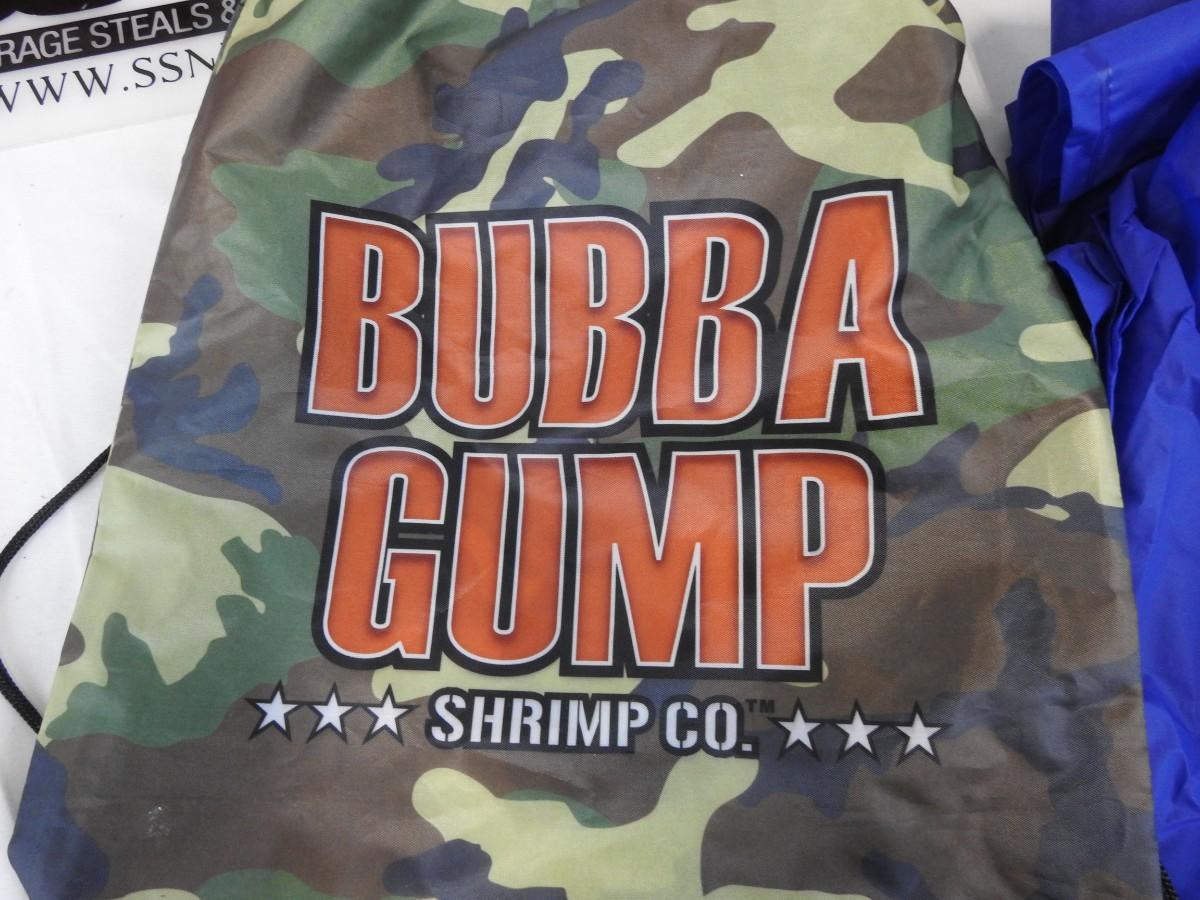 RAGE STEALS &
WWW.SSN
BUBBA
GUMP
★★★ SHRIMP CO.™ ★★★